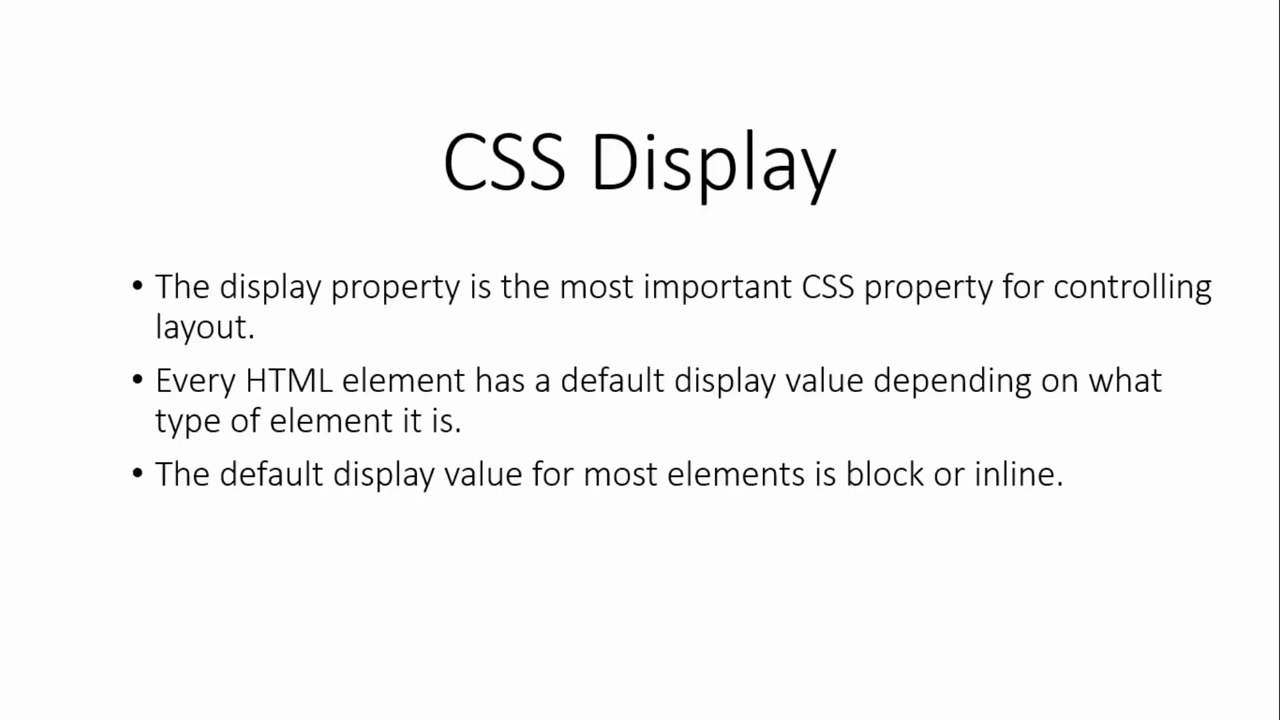 CSS Display
• The display property is the most important CSS property for controlling
layout.
• Every HTML element has a default display value depending on what
type of element it is.
• The default display value for most elements is block or inline.